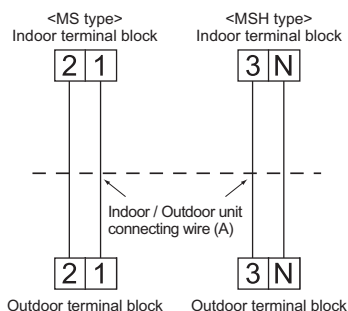 <MS type>
Indoor terminal block
2 1
<MSH type>
Indoor terminal block
3 N
Indoor / Outdoor unit
connecting wire (A)
2 1
Outdoor terminal block
3 N
Outdoor terminal block